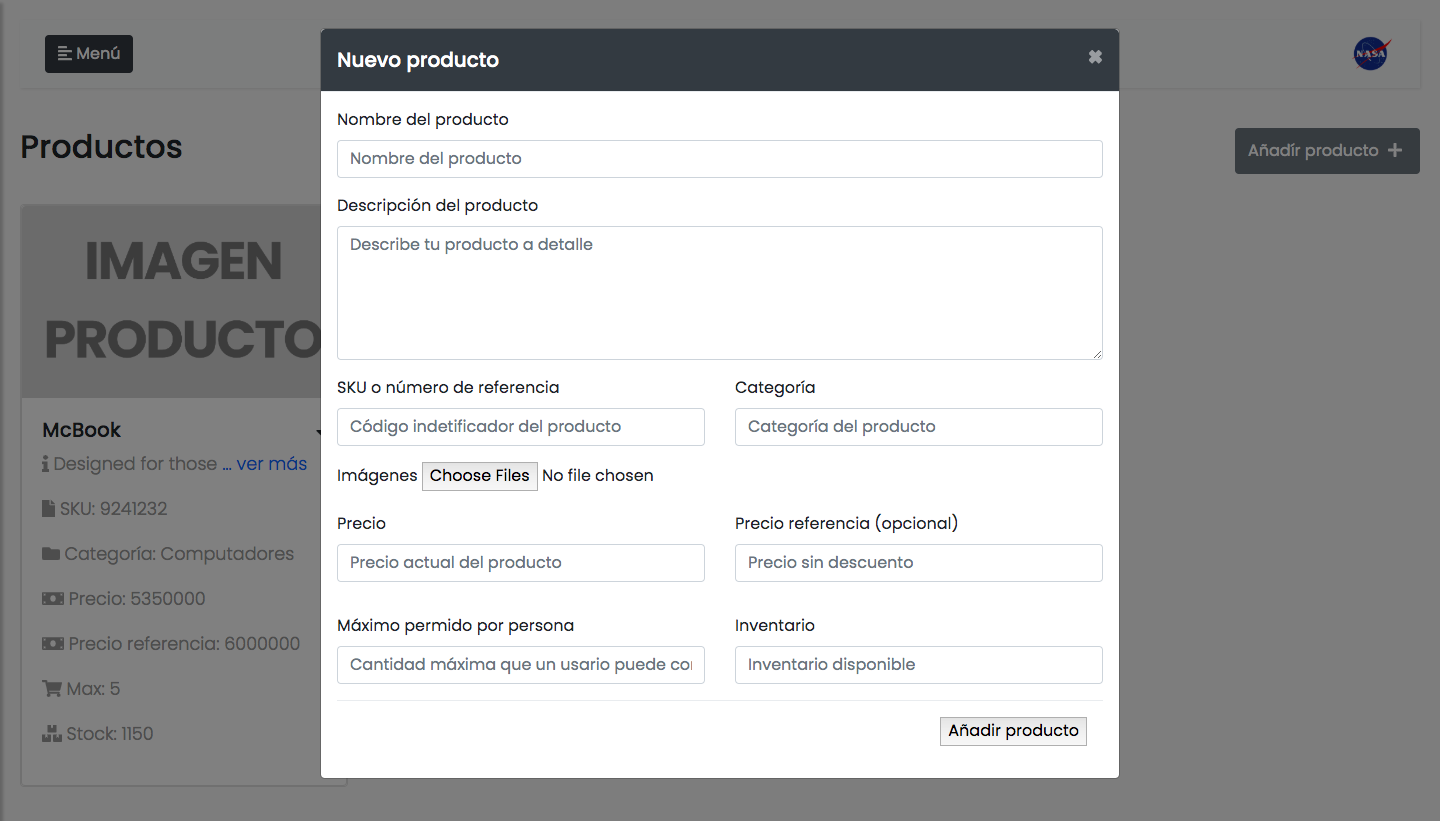 Menú
Nuevo producto
NASA
Productos
Añadír producto
Nombre del producto
Nombre del producto
Descripción del producto
Describe tu producto a detalle
SKU o número de referencia
Categoría
Código indetificador del producto
Categoría del producto
Imágenes Choose Files No file chosen
Precio
Precio referencia (opcional)
Precio actual del producto
Precio sin descuento
Máximo permido por persona
Inventario
Cantidad máxima que un usario puede co
Inventario disponible
Añadir producto
IMAGEN
PRODUCTO
McBook
Designed for those ... ver más
SKU: 9241232
Categoría: Computadores
Precio: 5350000
Precio referencia: 6000000
Max: 5
Stock: 1150